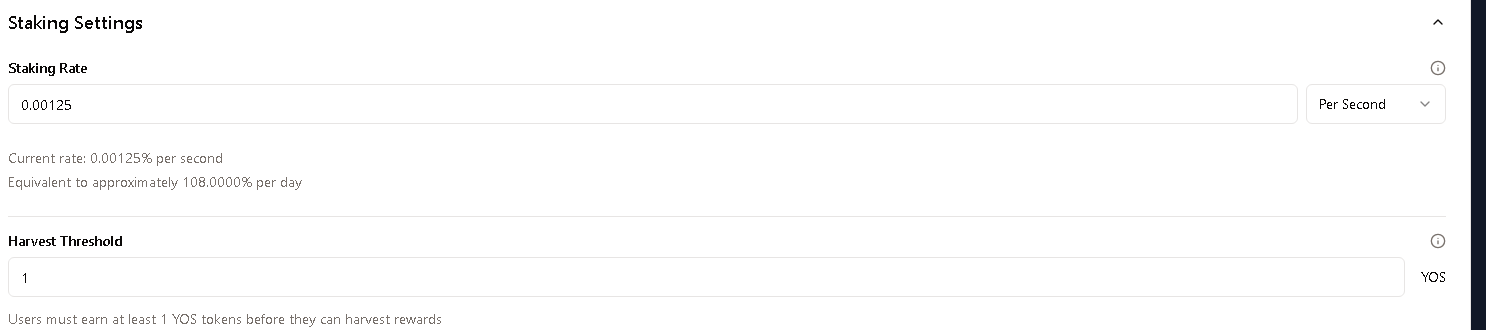 Staking Settings
Staking Rate
0.00125 Per Second
Current rate: 0.00125% per second
Equivalent to approximately 108.0000% per day
Harvest Threshold
1 YOS
Users must earn at least 1 YOS tokens before they can harvest rewards